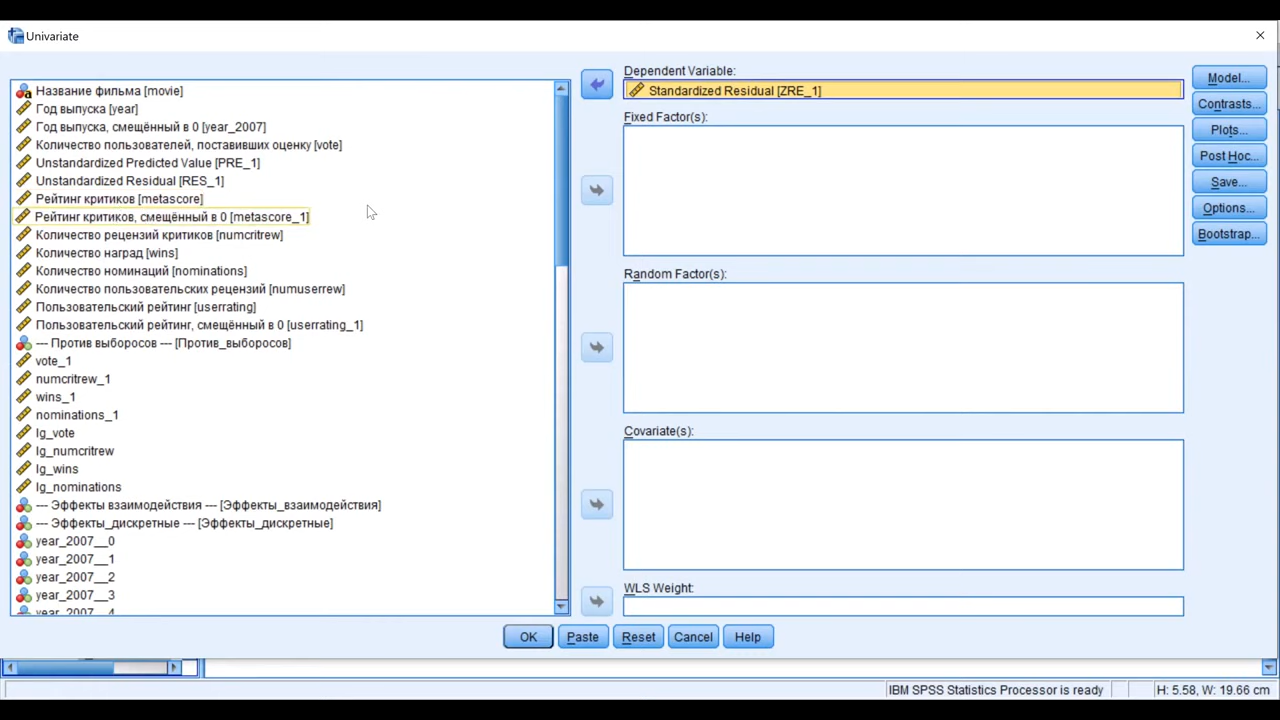 Univariate
Название фильма [movie]
Год выпуска [year]
Год выпуска, смещённый в 0 [year_2007]
Количество пользователей, поставивших оценку [vote]
Unstandardized Predicted Value [PRE_1]
Unstandardized Residual [RES_1]
Рейтинг критиков [metascore]
Рейтинг критиков, смещённый в 0 [metascore_1]
Количество рецензий критиков [numcritrew]
Количество наград [wins]
Количество номинаций [nominations]
Количество пользовательских рецензий [numuserrew]
Пользовательский рейтинг [userrating]
Пользовательский рейтинг, смещённый в 0 [userrating_1]
--- Против выборосов --- [Против_выборосов]
vote_1
numcritrew_1
wins_1
nominations_1
lg_vote
lg_numcritrew
lg_wins
lg_nominations
--- Эффекты взаимодействия --- [Эффекты_взаимодействия]
--- Эффекты_дискретные --- [Эффекты_дискретные]
year_2007__0
year_2007__1
year_2007__2
year_2007__3
year_2007__4
Dependent Variable:
Standardized Residual [ZRE_1]
Fixed Factor(s):
Random Factor(s):
Covariate(s):
WLS Weight:
Model...
Contrasts...
Plots...
Post Hoc...
Save...
Options...
Bootstrap...
OK
Paste
Reset
Cancel
Help
IBM SPSS Statistics Processor is ready
H: 5.58, W: 19.66 cm